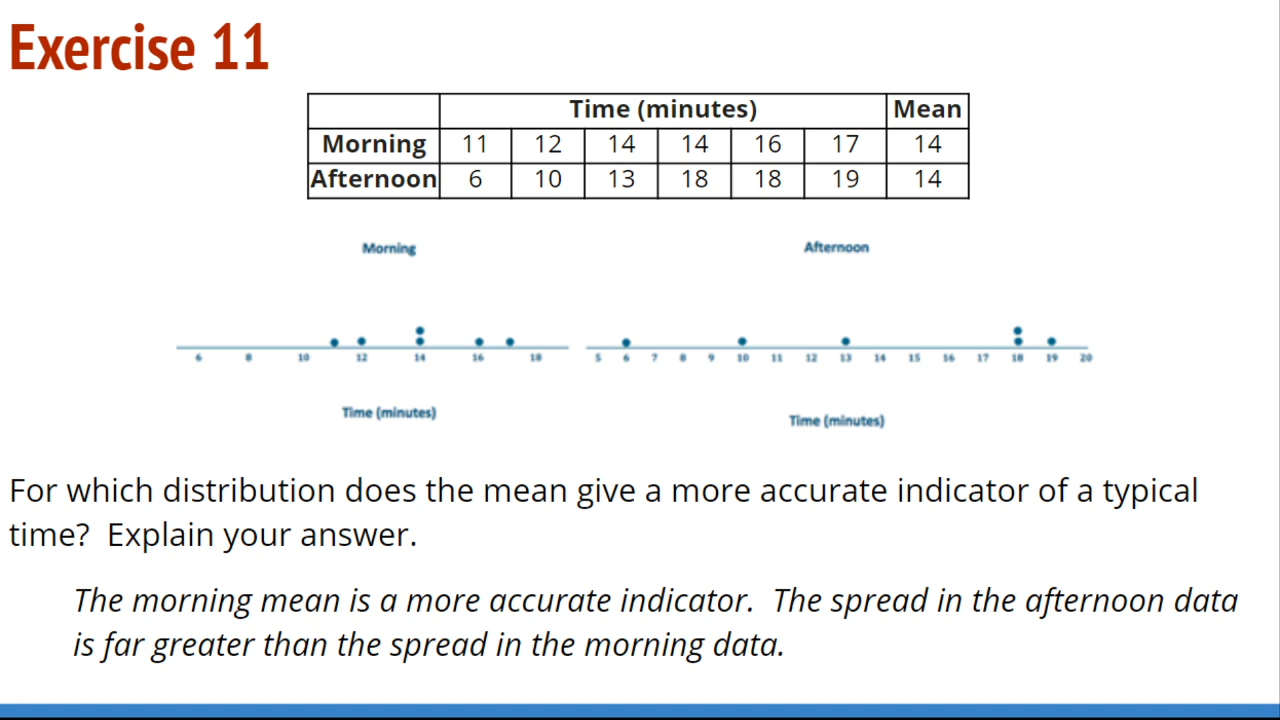 Exercise 11
Time (minutes) Mean
Morning 11 12 14 14 16 17 14
Afternoon 6 10 13 18 18 19 14
Morning Afternoon
6 8 10 12 14 16 18 5 6 7 8 9 10 11 12 13 14 15 16 17 18 19 20
Time (minutes) Time (minutes)
For which distribution does the mean give a more accurate indicator of a typical
time? Explain your answer.
The morning mean is a more accurate indicator. The spread in the afternoon data
is far greater than the spread in the morning data.